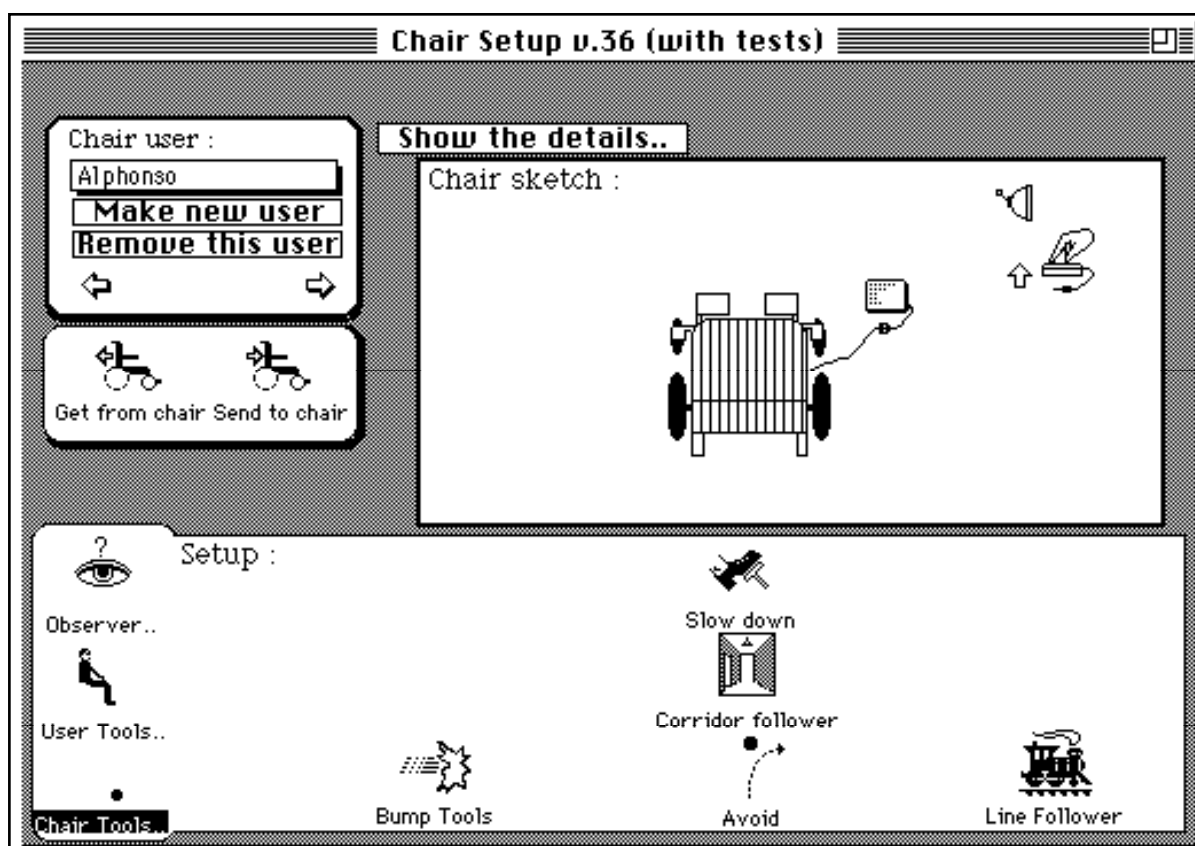 Chair Setup v.36 (with tests)
Chair user :
Alphonso
Make new user
Remove this user
Get from chair Send to chair
Show the details..
Chair sketch :
Setup :
?
Observer..
User Tools..
Chair Tools..
Slow down
Corridor follower
Bump Tools
Avoid
Line Follower